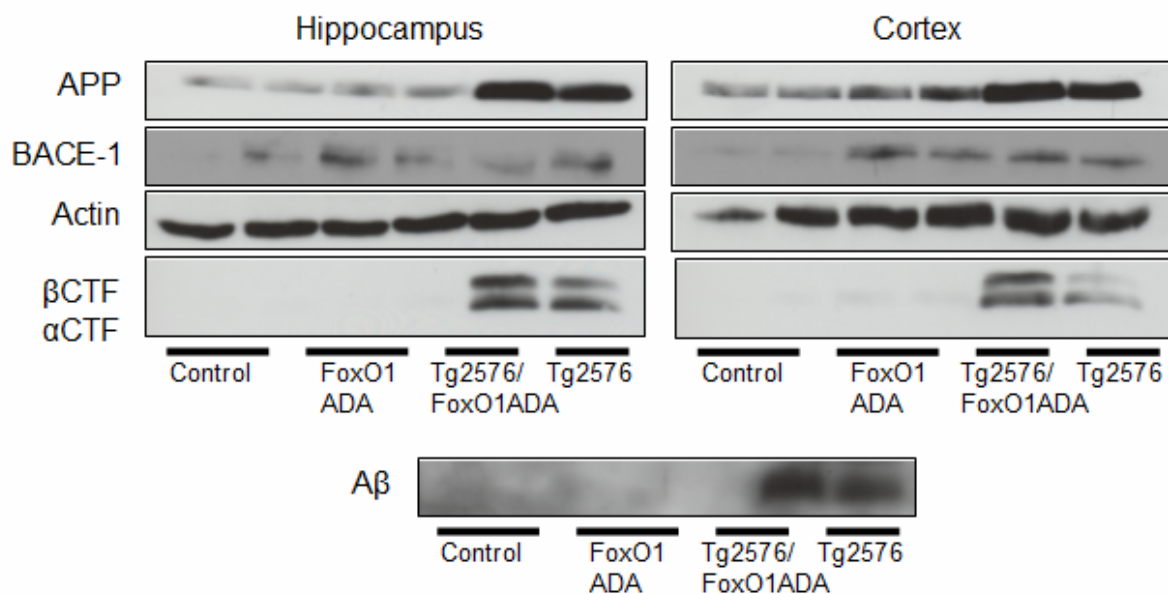 Hippocampus
Cortex
APP
BACE-1
Actin
βCTF
αCTF
Control
FoxO1
ADA
Tg2576/
FoxO1ADA
Tg2576
Control
FoxO1
ADA
Tg2576/
FoxO1ADA
Tg2576
Aβ
Control
FoxO1
ADA
Tg2576/
FoxO1ADA
Tg2576